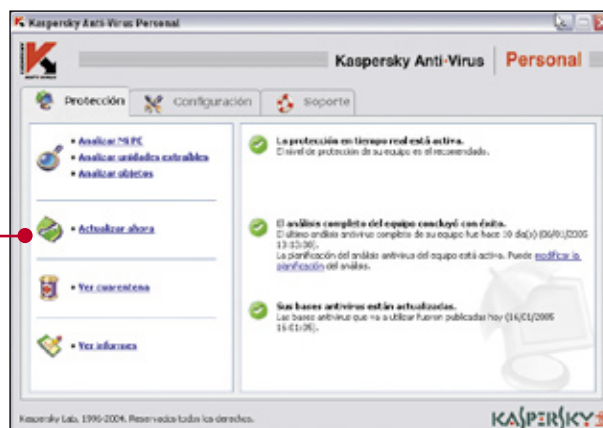 Kaspersky Anti-Virus Personal
Kaspersky Anti-Virus Personal
Protección Configuración Soporte
• Analizar Mi PC
• Analizar unidades extraíbles
• Analizar objetos
• Actualizar ahora
• Ver cuarentena
• Ver informes
La protección en tiempo real está activa.
El nivel de protección de su equipo es el recomendado.
El análisis completo del equipo concluyó con éxito.
El último análisis antivirus completo de su equipo fue hace 10 día(s) (06/01/2005
13:13:00).
La planificación del análisis antivirus del equipo está activa. Puede modificar la
planificación del análisis.
Sus bases antivirus están actualizadas.
Las bases antivirus que va a utilizar fueron publicadas hoy (16/01/2005
16:01:05).
Kaspersky Lab, 1996-2004. Reservados todos los derechos.
KASPERSKY